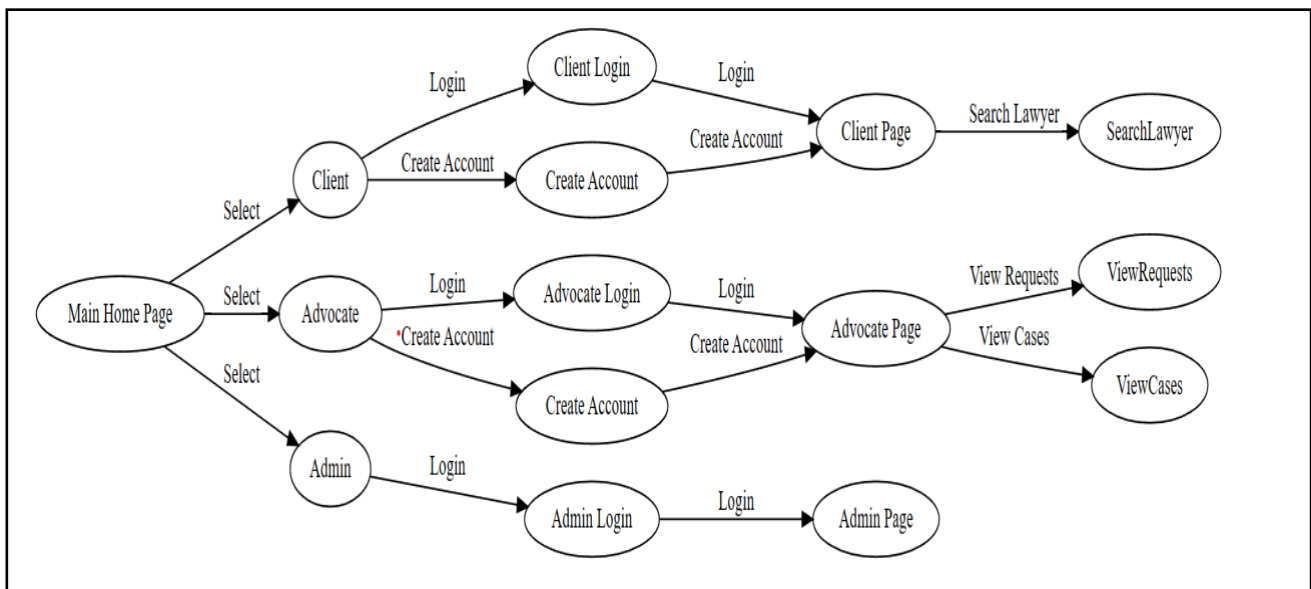 Client Login
Login
Login
Client Page
Search Lawyer
SearchLawyer
Create Account
Create Account
Client
Create Account
Select
Main Home Page
Select
Advocate
Login
Advocate Login
Login
Create Account
Create Account
Create Account
Advocate Page
View Requests
ViewRequests
View Cases
ViewCases
Select
Admin
Login
Admin Login
Login
Admin Page